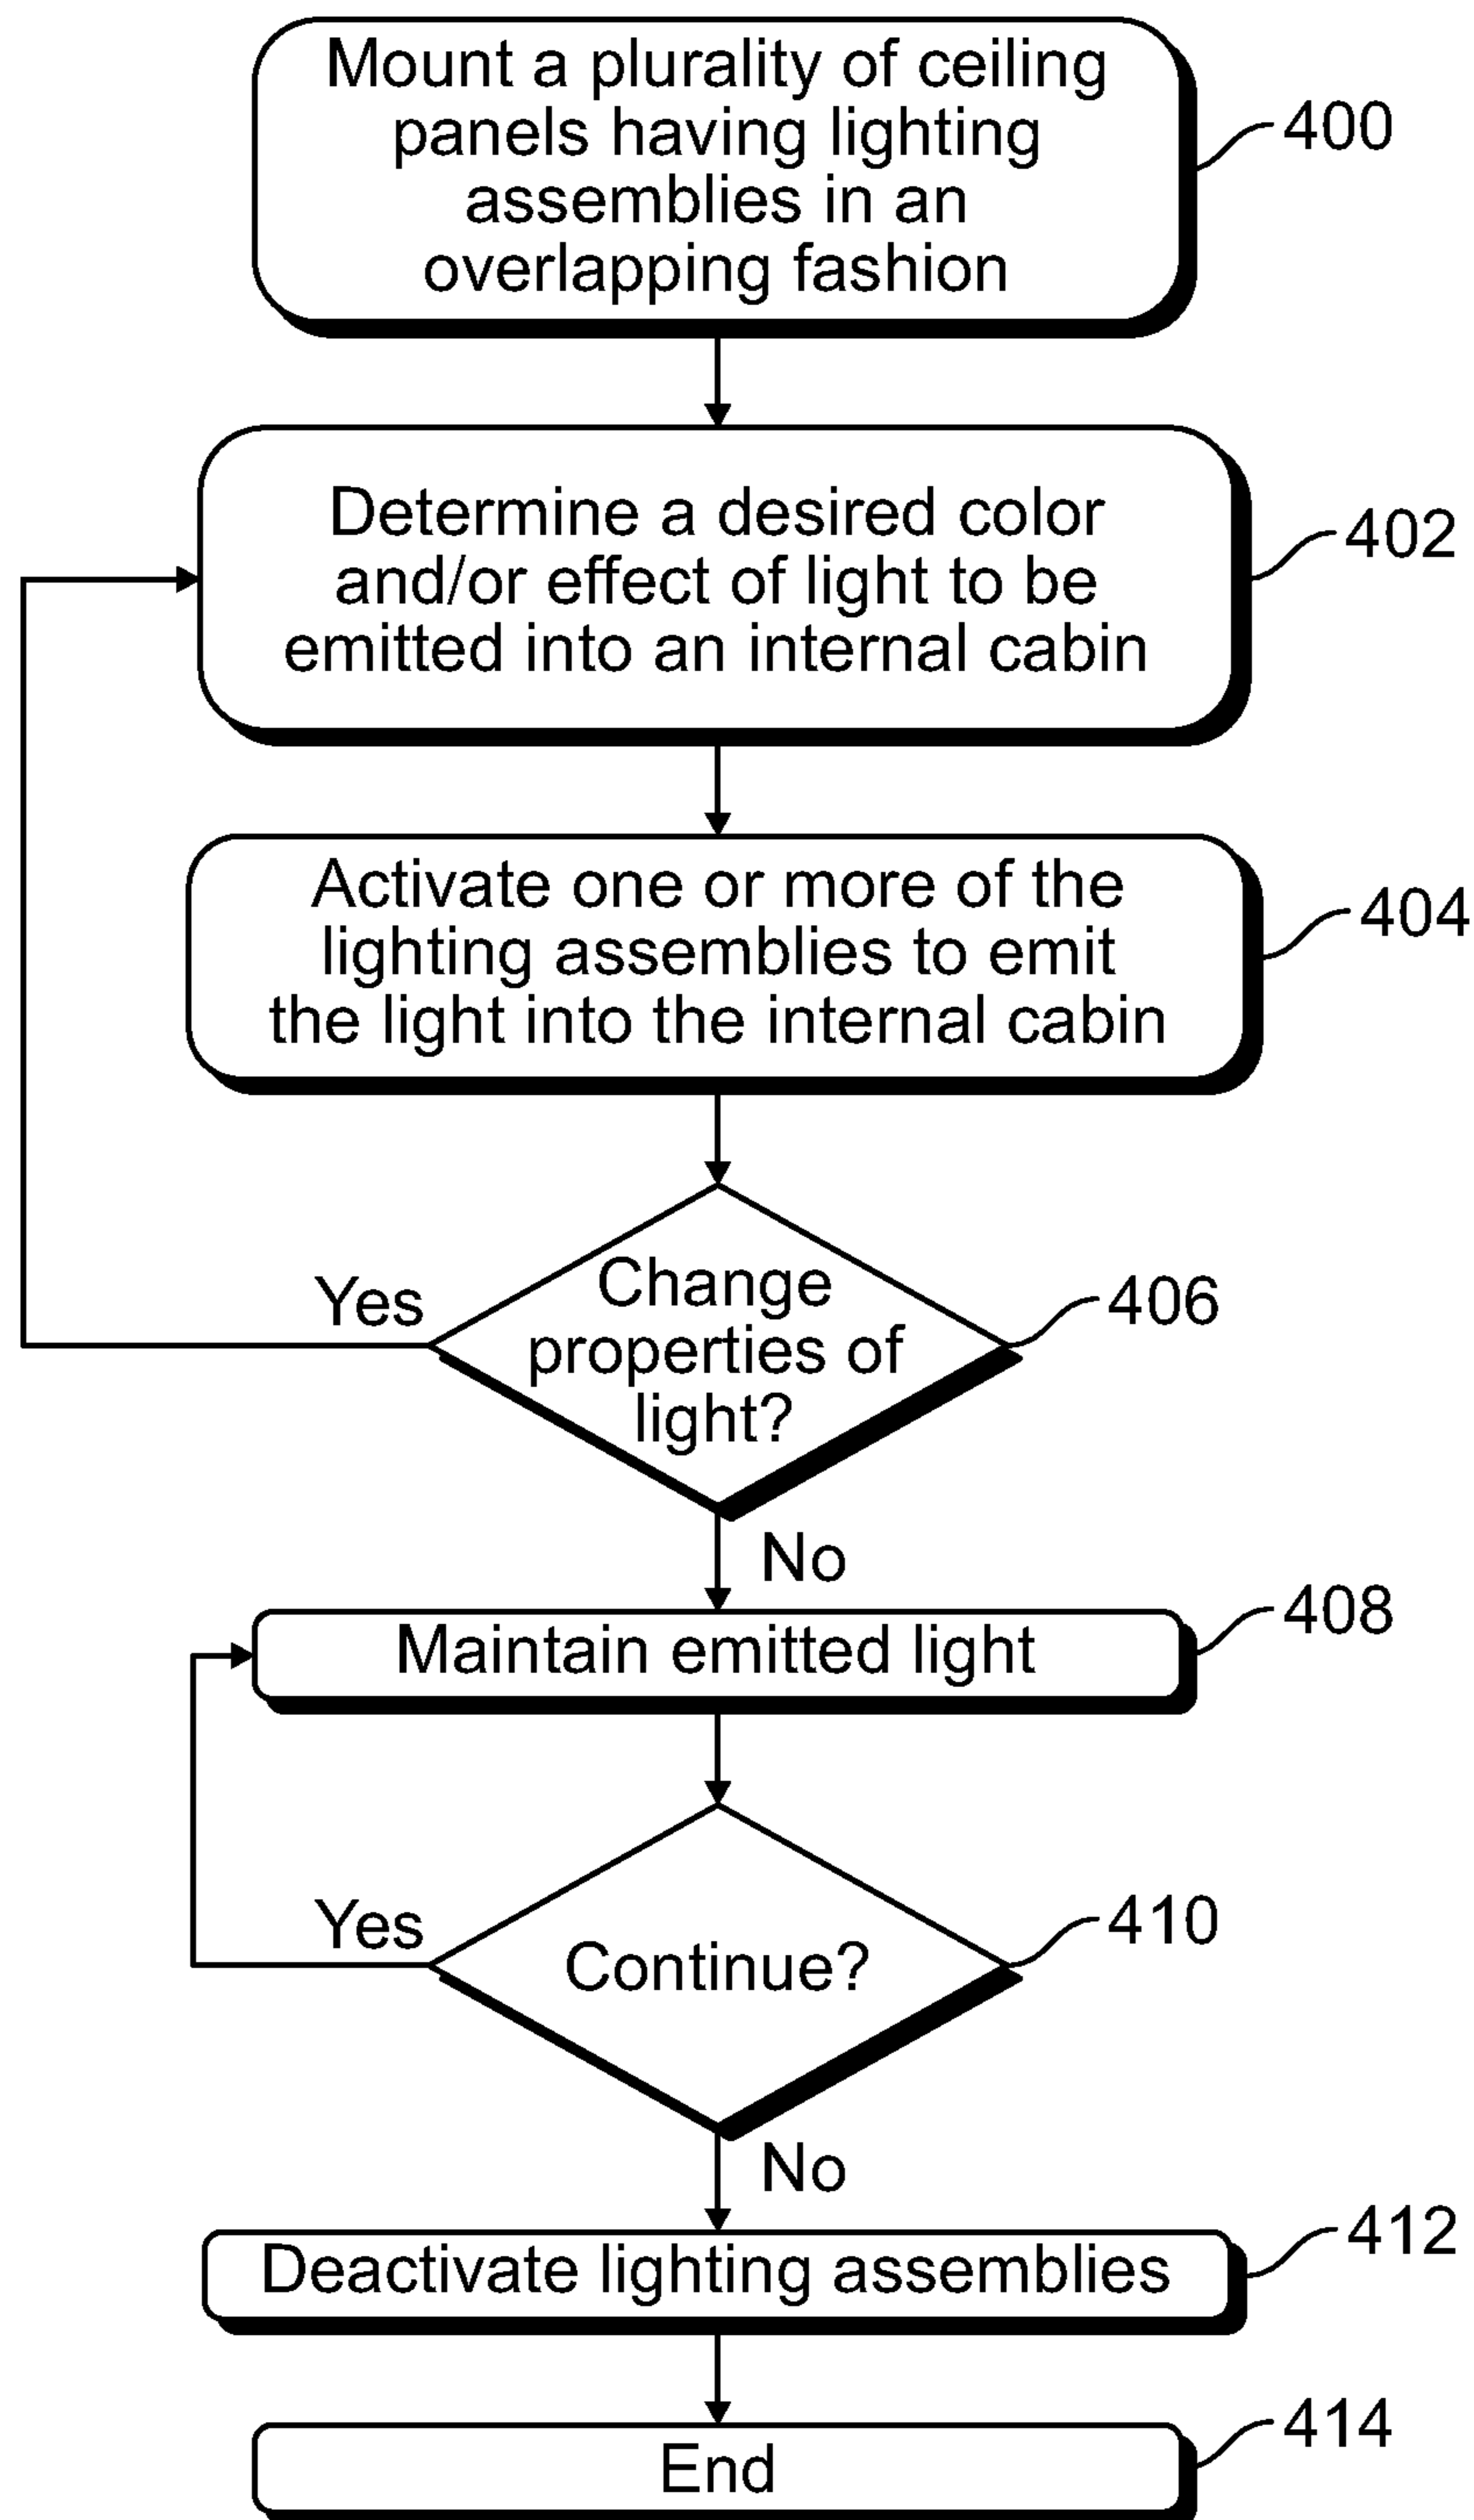 Mount a plurality of ceiling
panels having lighting
assemblies in an
overlapping fashion
400
Determine a desired color
and/or effect of light to be
emitted into an internal cabin
402
Activate one or more of the
lighting assemblies to emit
the light into the internal cabin
404
Yes
Change
properties of
light?
406
No
Maintain emitted light
408
Yes
Continue?
410
No
Deactivate lighting assemblies
412
End
414